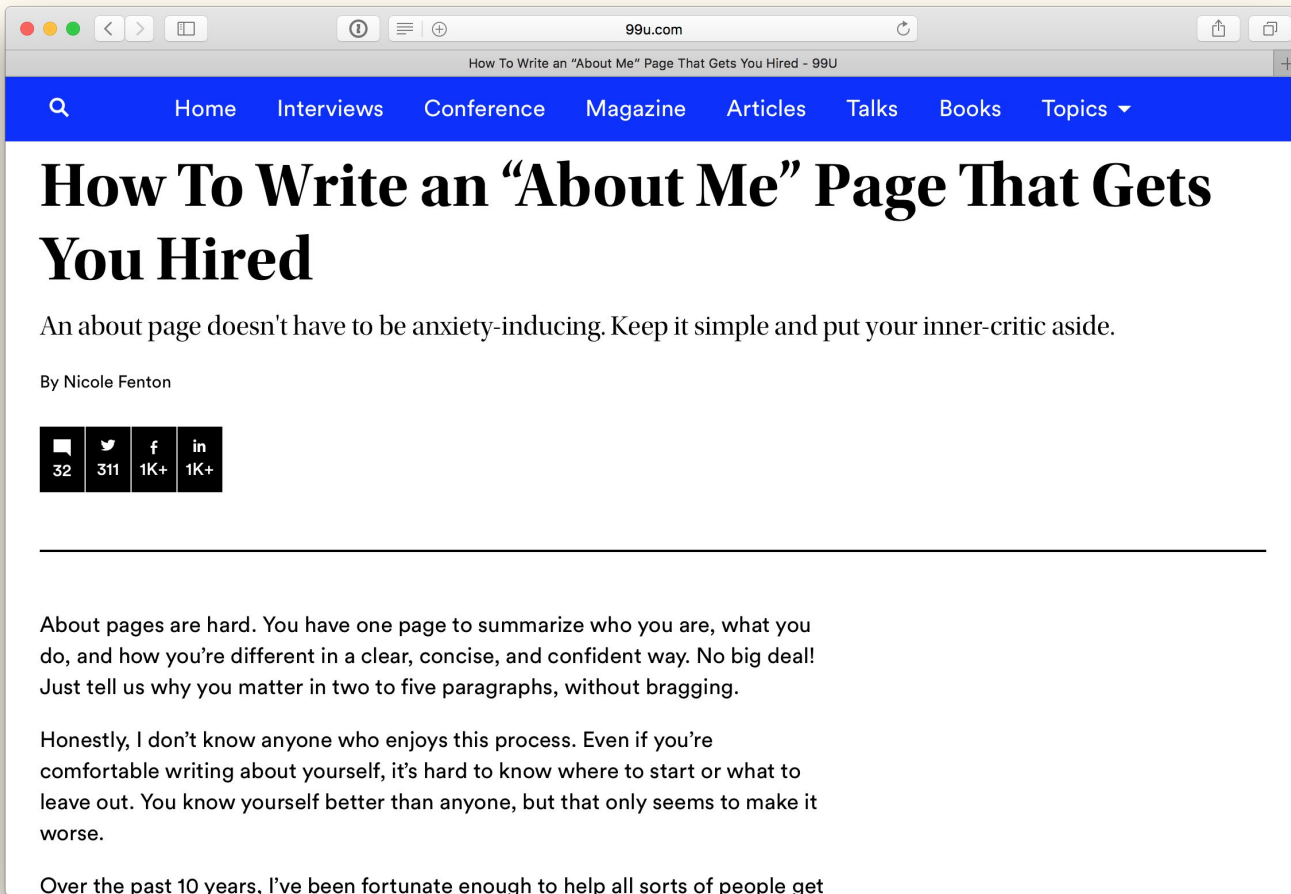 99u.com
How To Write an “About Me” Page That Gets You Hired - 99U
Home Interviews Conference Magazine Articles Talks Books Topics
How To Write an “About Me” Page That Gets
You Hired
An about page doesn't have to be anxiety-inducing. Keep it simple and put your inner-critic aside.
By Nicole Fenton
32 311 1K+ 1K+
About pages are hard. You have one page to summarize who you are, what you
do, and how you’re different in a clear, concise, and confident way. No big deal!
Just tell us why you matter in two to five paragraphs, without bragging.
Honestly, I don’t know anyone who enjoys this process. Even if you’re
comfortable writing about yourself, it’s hard to know where to start or what to
leave out. You know yourself better than anyone, but that only seems to make it
worse.
Over the past 10 years, I’ve been fortunate enough to help all sorts of people get